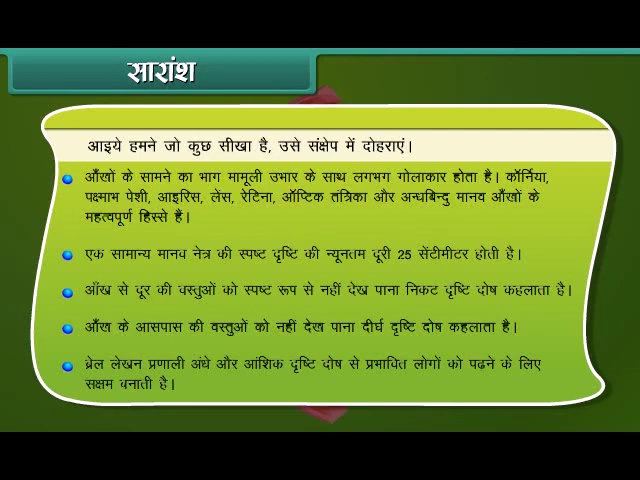 सारांश
आइये हमने जो कुछ सीखा है, उसे संक्षेप में दोहराएं।
आँखों के सामने का भाग मामूली उभार के साथ लगभग गोलाकार होता है। कॉर्निया,
पक्ष्माभ पेशी, आइरिस, लेंस, रेटिना, ऑप्टिक तंत्रिका और अन्धबिन्दु मानव आँखों के
महत्वपूर्ण हिस्से हैं।
एक सामान्य मानव नेत्र की स्पष्ट दृष्टि की न्यूनतम दूरी 25 सेंटीमीटर होती है।
आँख से दूर की वस्तुओं को स्पष्ट रूप से नहीं देख पाना निकट दृष्टि दोष कहलाता है।
आँख के आसपास की वस्तुओं को नहीं देख पाना दीर्घ दृष्टि दोष कहलाता है।
ब्रेल लेखन प्रणाली अंधे और आंशिक दृष्टि दोष से प्रभावित लोगों को पढने के लिए
सक्षम बनाती है।